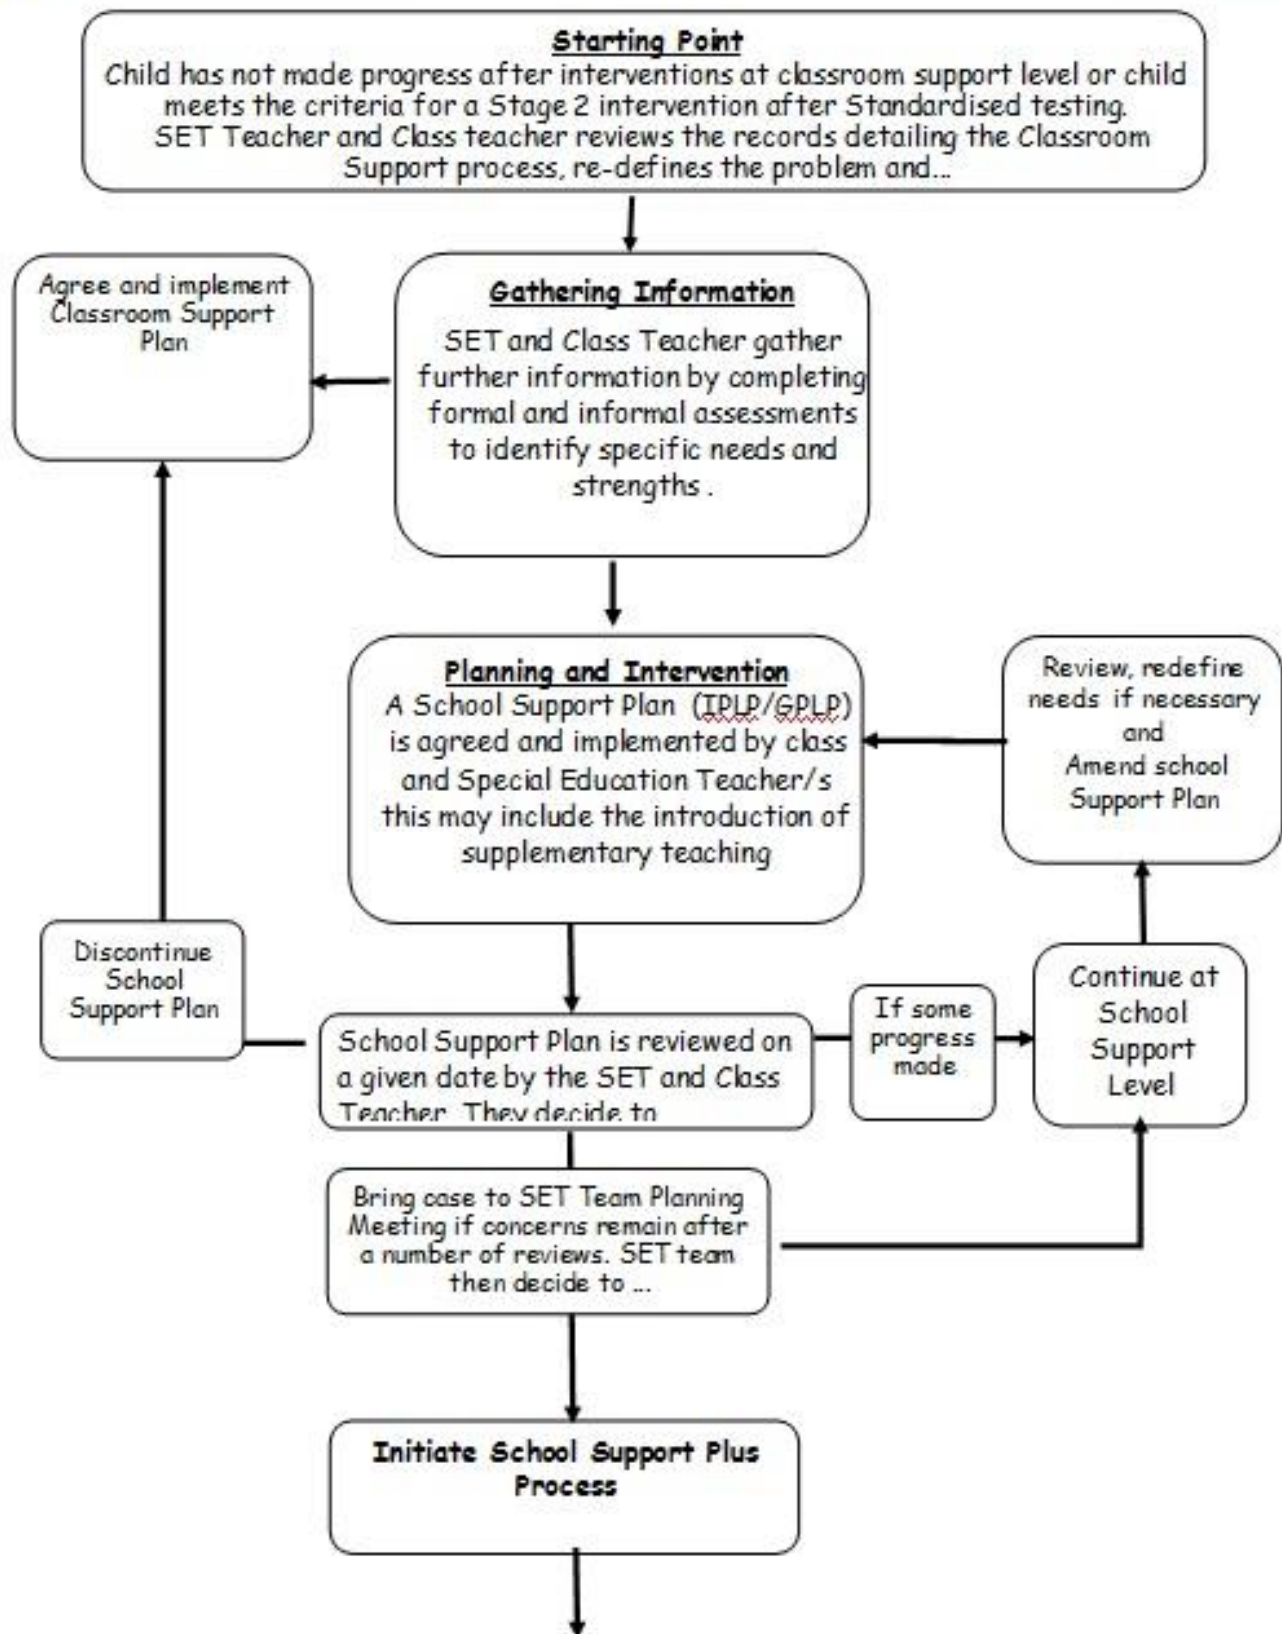 Starting Point
Child has not made progress after interventions at classroom support level or child
meets the criteria for a Stage 2 intervention after Standardised testing.
SET Teacher and Class teacher reviews the records detailing the Classroom
Support process, re-defines the problem and...
Agree and implement
Classroom Support
Plan
Gathering Information
SET and Class Teacher gather
further information by completing
formal and informal assessments
to identify specific needs and
strengths .
Planning and Intervention
A School Support Plan (IPLP/GPLP)
is agreed and implemented by class
and Special Education Teacher/s
this may include the introduction of
supplementary teaching
Review, redefine
needs if necessary
and
Amend school
Support Plan
Discontinue
School
Support Plan
School Support Plan is reviewed on
a given date by the SET and Class
Teacher. They decide to
If some
progress
made
Continue at
School
Support
Level
Bring case to SET Team Planning
Meeting if concerns remain after
a number of reviews. SET team
then decide to ...
Initiate School Support Plus
Process